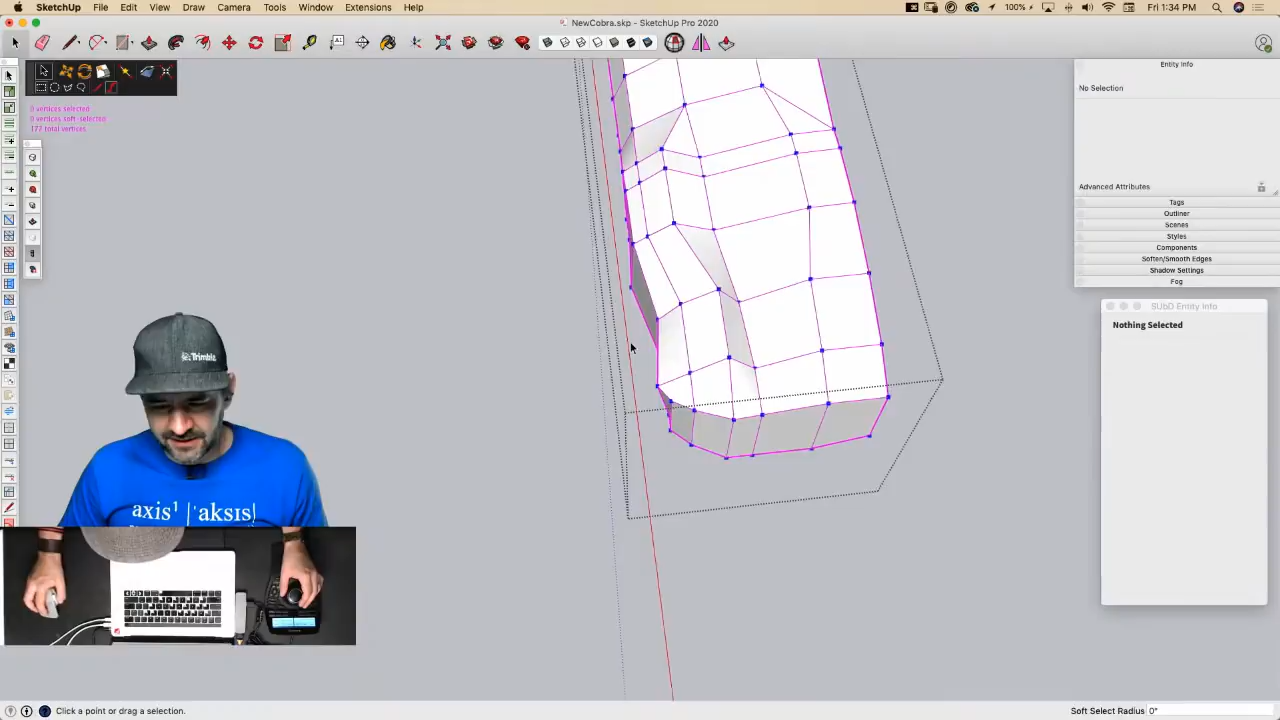 SketchUp File Edit View Draw Camera Tools Window Extensions Help
100% Fri 1:34 PM
NewCobra.skp - SketchUp Pro 2020
Entity Info
No Selection
0 vertices selected
0 vertices soft-selected
177 total vertices
Advanced Attributes
Tags
Outliner
Scenes
Styles
Components
Soften/Smooth Edges
Shadow Settings
Fog
SUbD Entity Info
Nothing Selected
Trimble
axis¹ |ˈaksɪs|
Click a point or drag a selection.
Soft Select Radius 0"